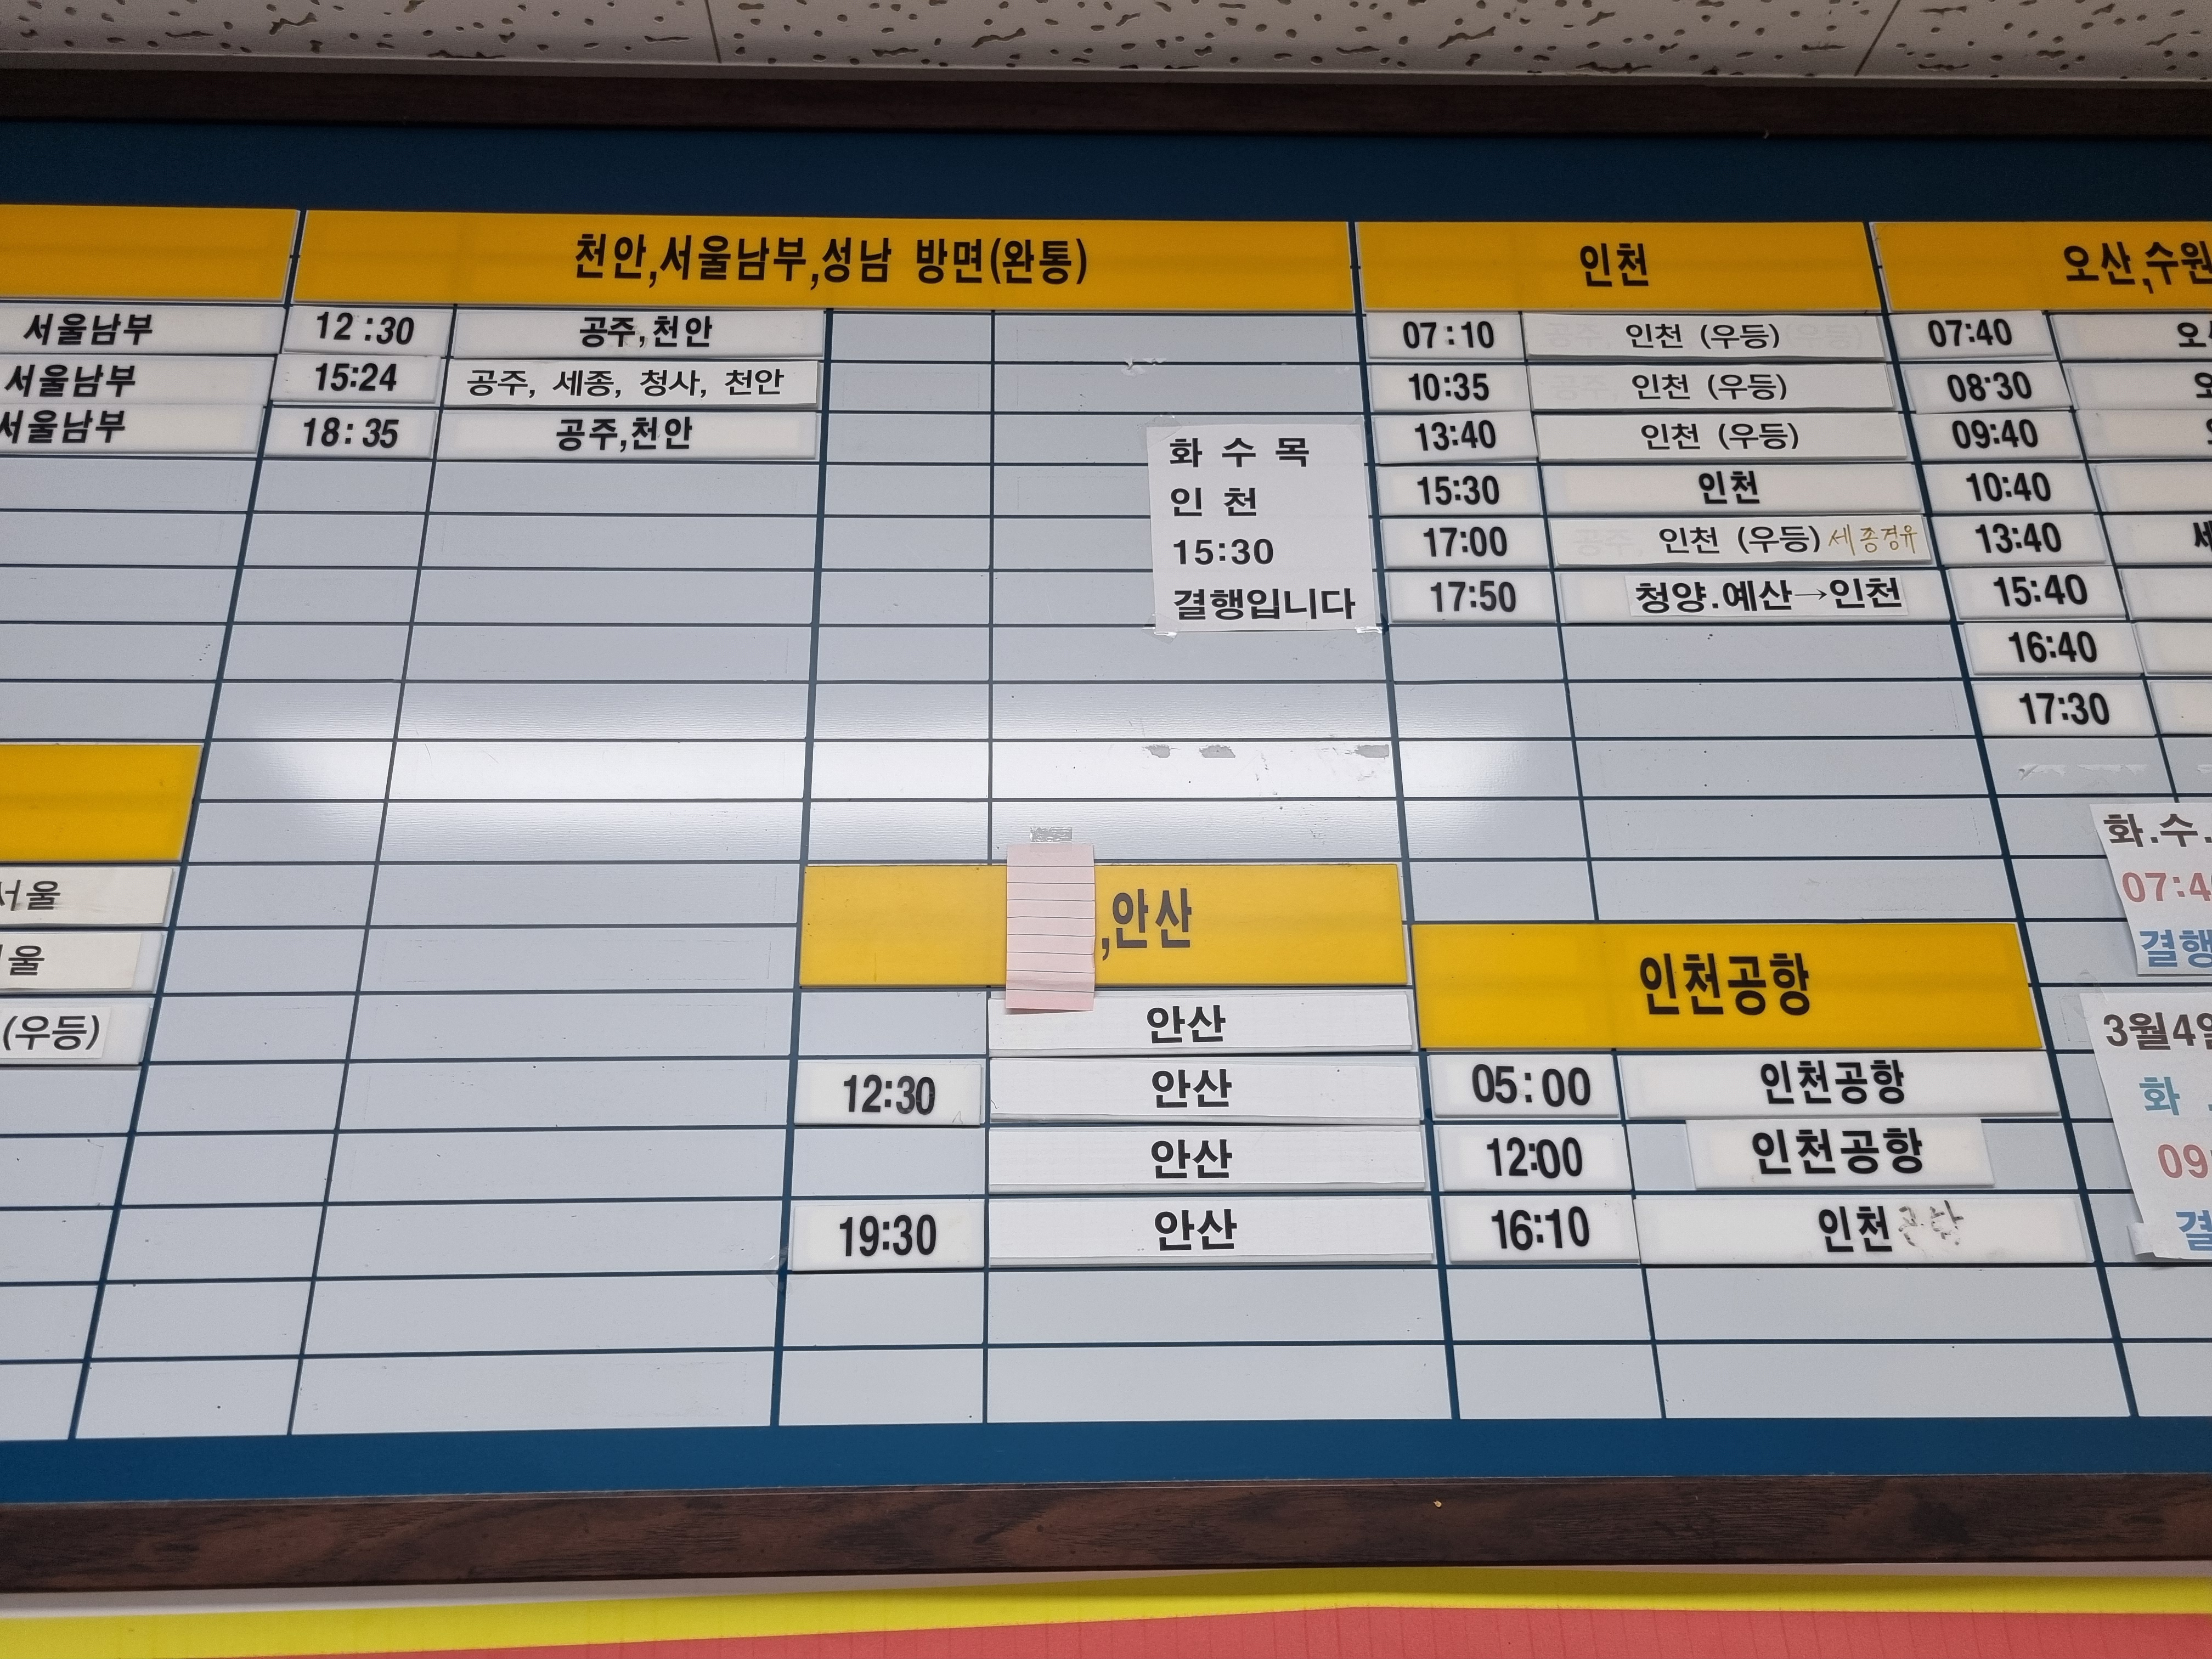 천안,서울남부,성남 방면(완통)
인천
오산,수원
서울남부
서울남부
서울남부
12:30 공주,천안
15:24 공주, 세종, 청사, 천안
18:35 공주,천안
화 수 목
인 천
15:30
결행입니다
07:10 인천 (우등)
10:35 인천 (우등)
13:40 인천 (우등)
15:30 인천
17:00 인천 (우등) 세종경유
17:50 청양.예산→인천
07:40
08:30
09:40
10:40
13:40
15:40
16:40
17:30
서울
(우등)
,안산
안산
12:30 안산
안산
19:30 안산
인천공항
05:00 인천공항
12:00 인천공항
16:10 인천
화.수.
3월4일
화